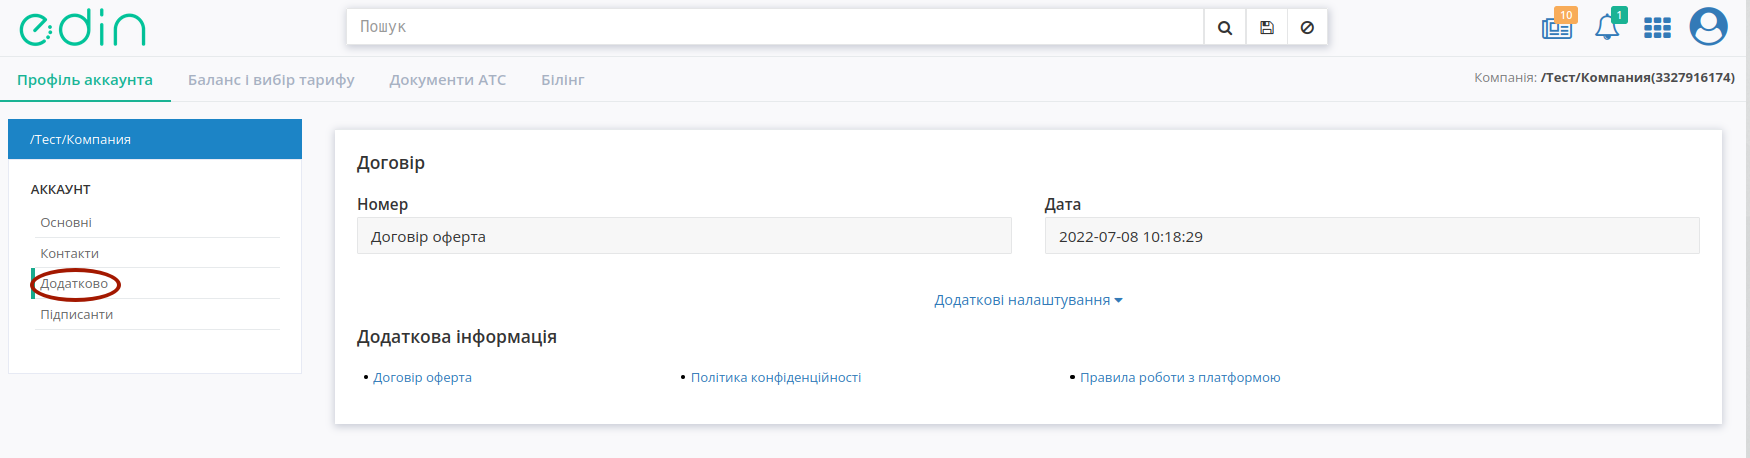 edin
Пошук
10
1
Профіль аккаунта
Баланс і вибір тарифу
Документи АТС
Білінг
Компанія: /Тест/Компания(3327916174)
/Тест/Компания
АККАУНТ
Основні
Контакти
Додатково
Підписанти
Договір
Номер
Дата
Договір оферта
2022-07-08 10:18:29
Додаткові налаштування
Додаткова інформація
• Договір оферта
• Політика конфіденційності
• Правила роботи з платформою